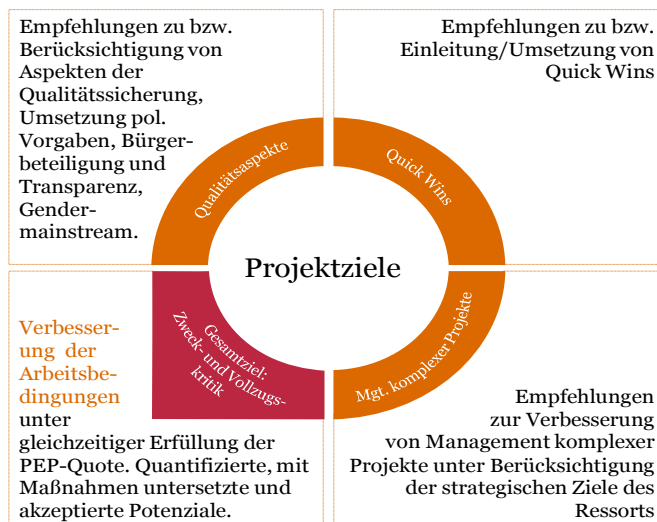 Empfehlungen zu bzw.
Berücksichtigung von
Aspekten der
Qualitätssicherung,
Umsetzung pol.
Vorgaben, Bürger-
beteiligung und
Transparenz,
Gender-
mainstream.
Empfehlungen zu bzw.
Einleitung/Umsetzung von
Quick Wins
Qualitätsaspekte
Quick Wins
Projektziele
Gesamtziel:
Zweck- und Vollzugs-
kritik
Mgt. komplexer Projekte
Verbesser-
ung der
Arbeitsbe-
dingungen
unter
gleichzeitiger Erfüllung der
PEP-Quote. Quantifizierte, mit
Maßnahmen untersetzte und
akzeptierte Potenziale.
Empfehlungen
zur Verbesserung
von Management komplexer
Projekte unter Berücksichtigung
der strategischen Ziele des
Ressorts